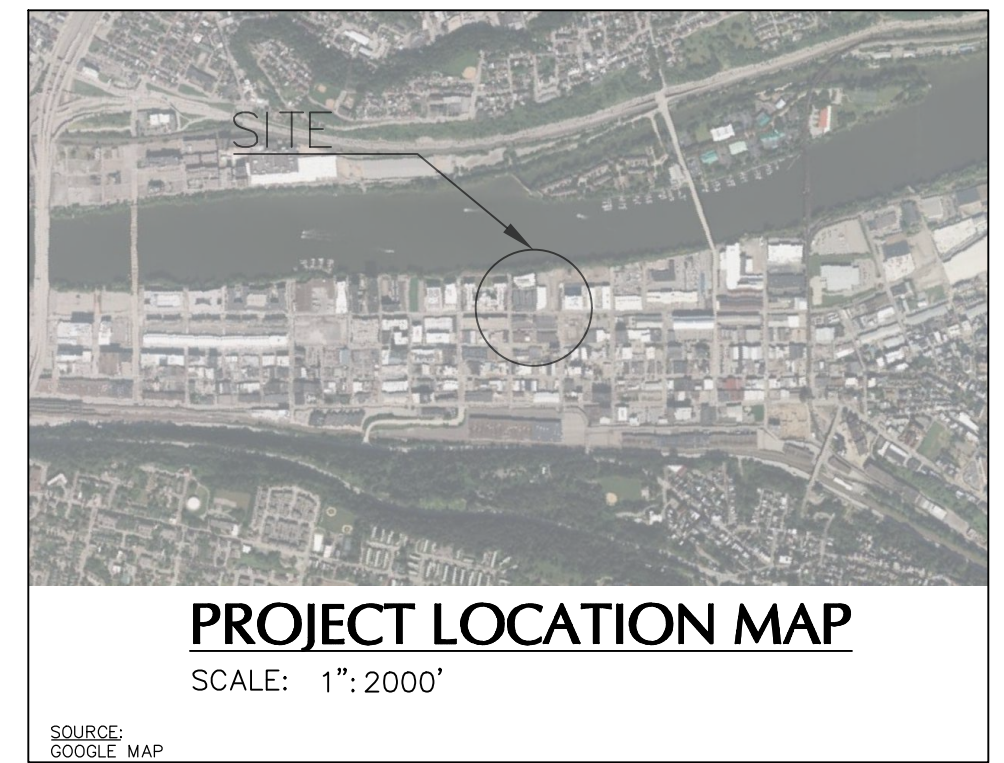 SITE
PROJECT LOCATION MAP
SCALE: 1”: 2000’
SOURCE:
GOOGLE MAP